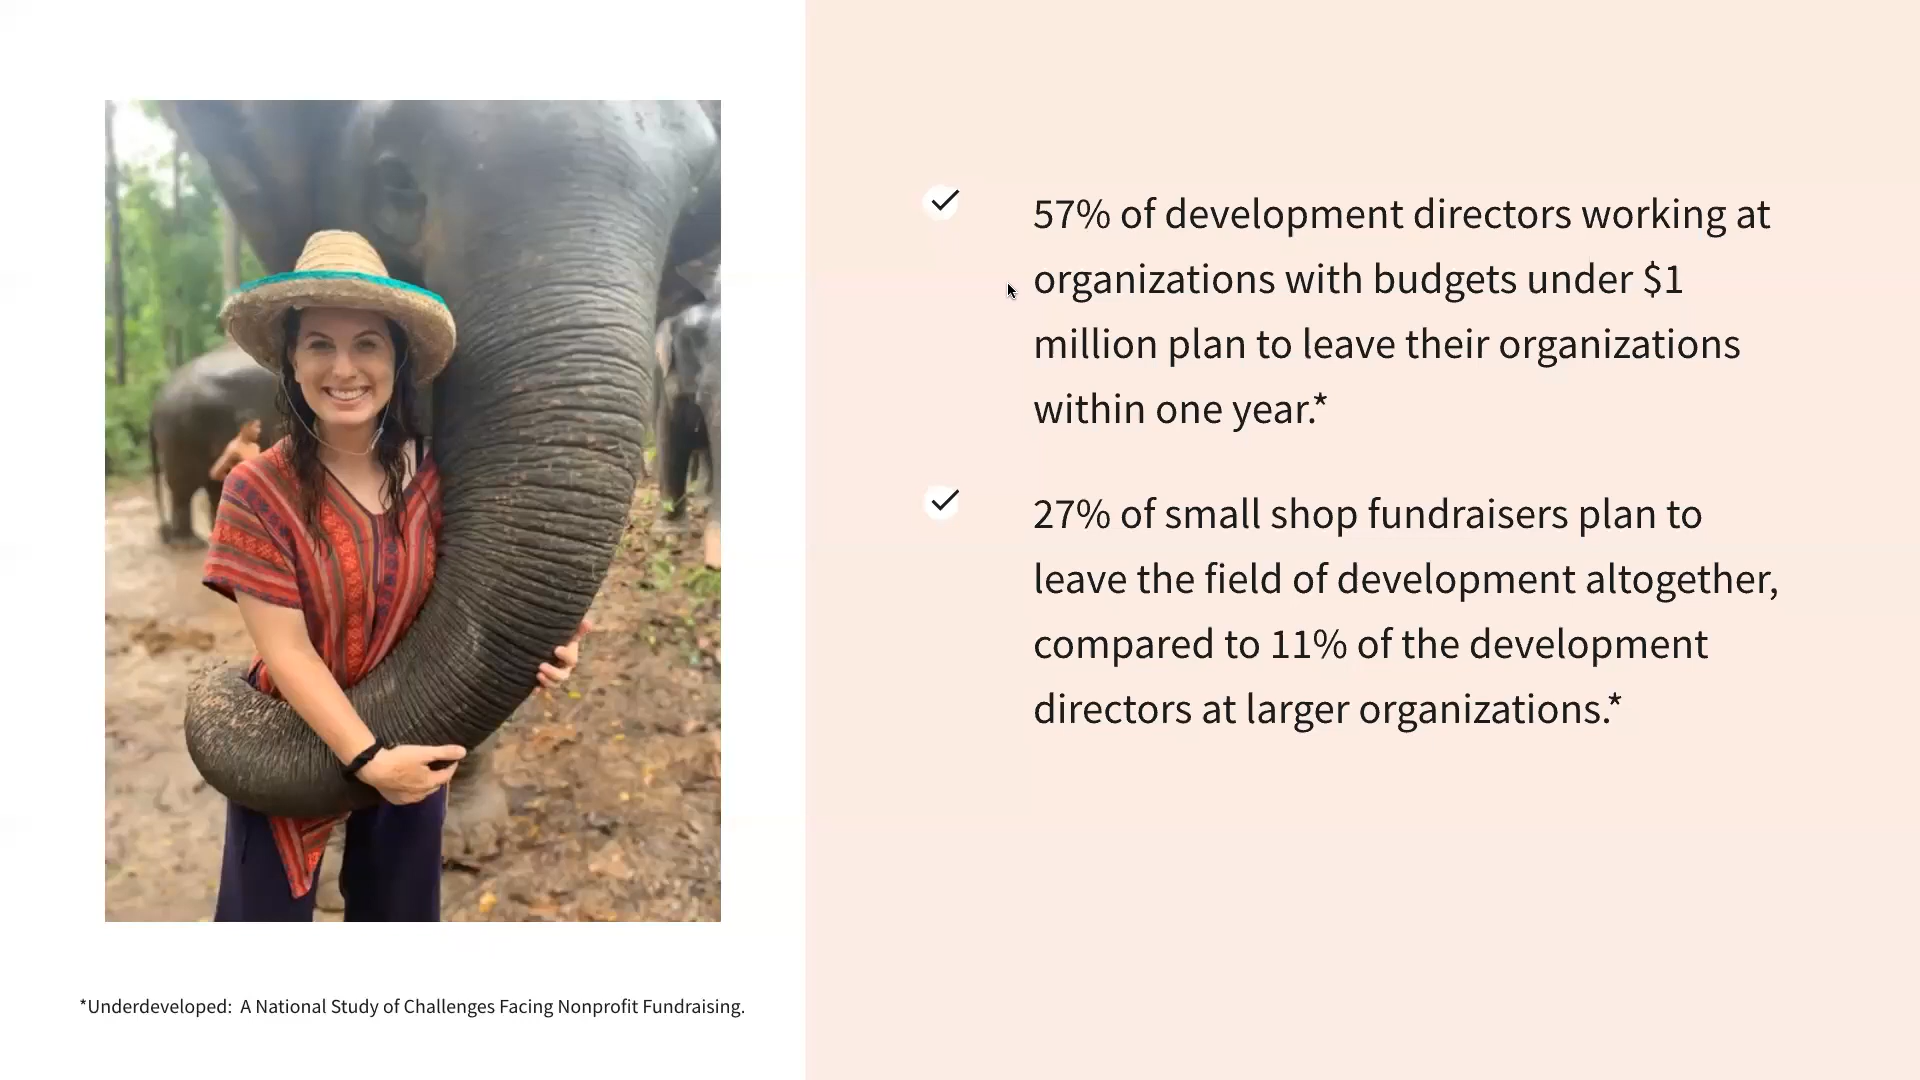 57% of development directors working at
organizations with budgets under $1
million plan to leave their organizations
within one year.*
27% of small shop fundraisers plan to
leave the field of development altogether,
compared to 11% of the development
directors at larger organizations.*
*Underdeveloped:  A National Study of Challenges Facing Nonprofit Fundraising.